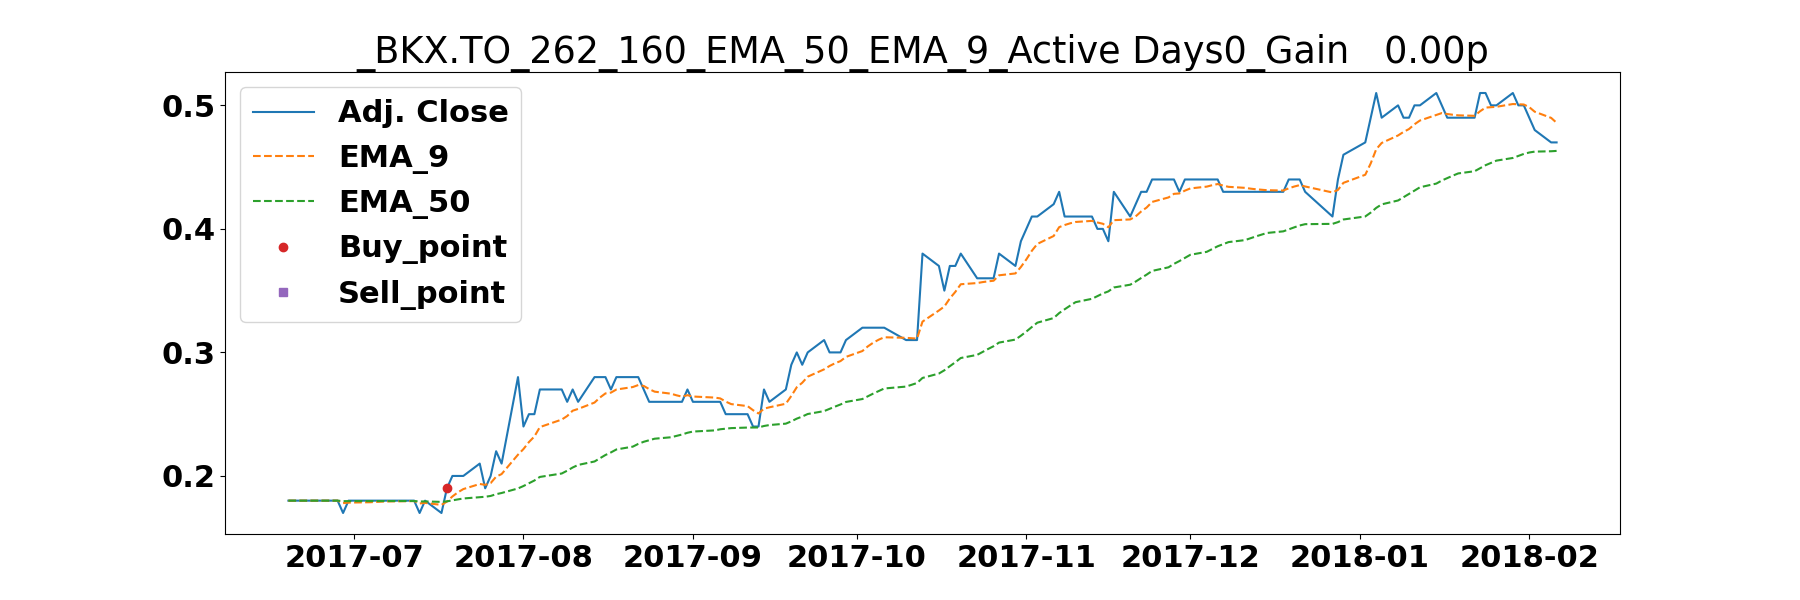 _BKX.TO_262_160_EMA_50_EMA_9_Active Days0_Gain   0.00p
Adj. Close
EMA_9
EMA_50
Buy_point
Sell_point
0.5
0.4
0.3
0.2
2017-07 2017-08 2017-09 2017-10 2017-11 2017-12 2018-01 2018-02